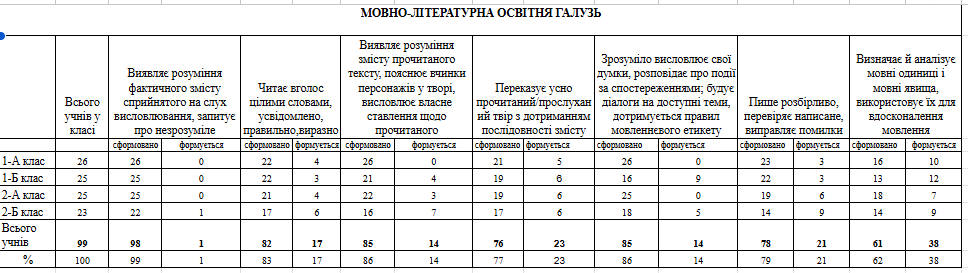 МОВНО-ЛІТЕРАТУРНА ОСВІТНЯ ГАЛУЗЬ
Всього учнів у класі
Виявляє розуміння фактичного змісту сприйнятого на слух висловлювання, запитує про незрозуміле
Читає вголос цілими словами, усвідомлено, правильно,виразно
Виявляє розуміння змісту прочитаного тексту; пояснює вчинки персонажів у творі, висловлює власне ставлення щодо прочитаного
Переказує усно прочитаний/прослуханий твір з дотриманням послідовності змісту
Зрозуміло висловлює свої думки, розповідає про події за спостереженнями; будує діалоги на доступні теми, дотримується правил мовленнєвого етикету
Пише розбірливо, перевіряє написане, виправляє помилки
Визначає й аналізує мовні одиниці і мовні явища, використовує їх для вдосконалення мовлення
сформовано формується сформовано формується сформовано формується сформовано формується сформовано формується сформовано формується сформовано формується
1-А клас 26 26 0 22 4 26 0 21 5 26 0 23 3 16 10
1-Б клас 25 25 0 22 3 21 4 19 6 16 9 22 3 13 12
2-А клас 25 25 0 21 4 22 3 19 6 25 0 19 6 18 7
2-Б клас 23 22 1 17 6 16 7 17 6 18 5 14 9 14 9
Всього учнів 99 98 1 82 17 85 14 76 23 85 14 78 21 61 38
% 100 99 1 83 17 86 14 77 23 86 14 79 21 62 38